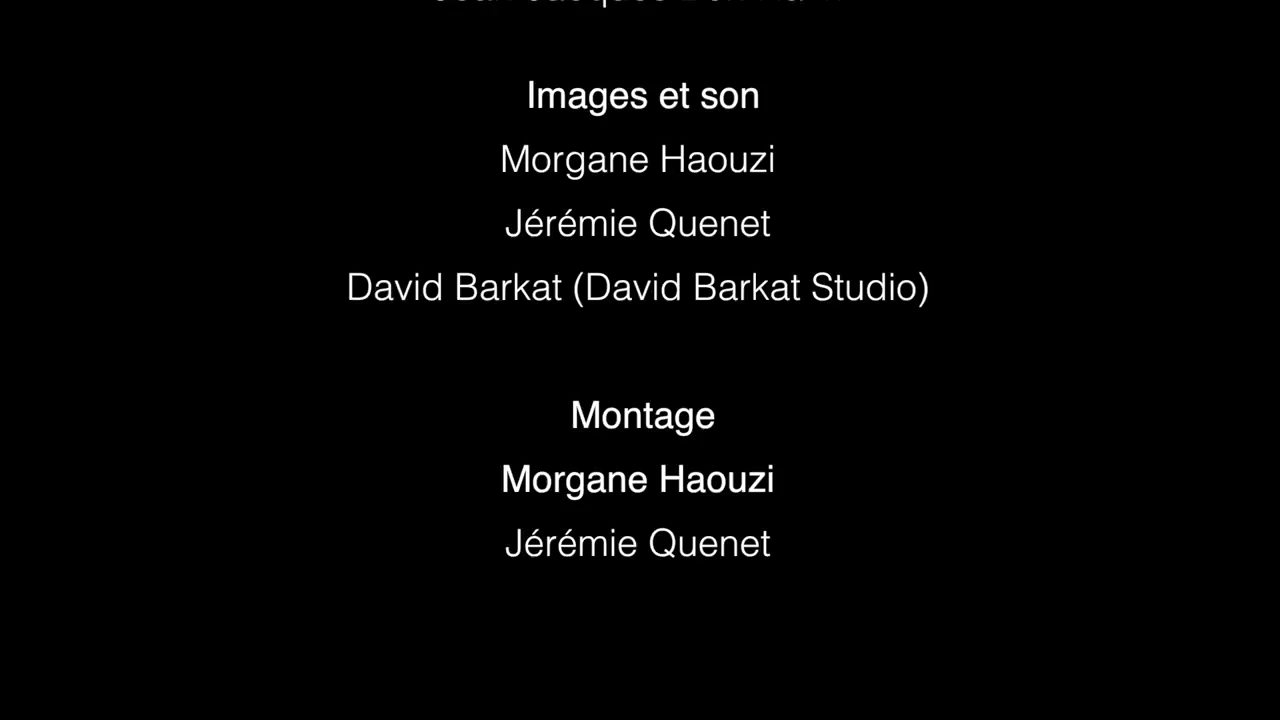 Images et son
Morgane Haouzi
Jérémie Quenet
David Barkat (David Barkat Studio)
Montage
Morgane Haouzi
Jérémie Quenet